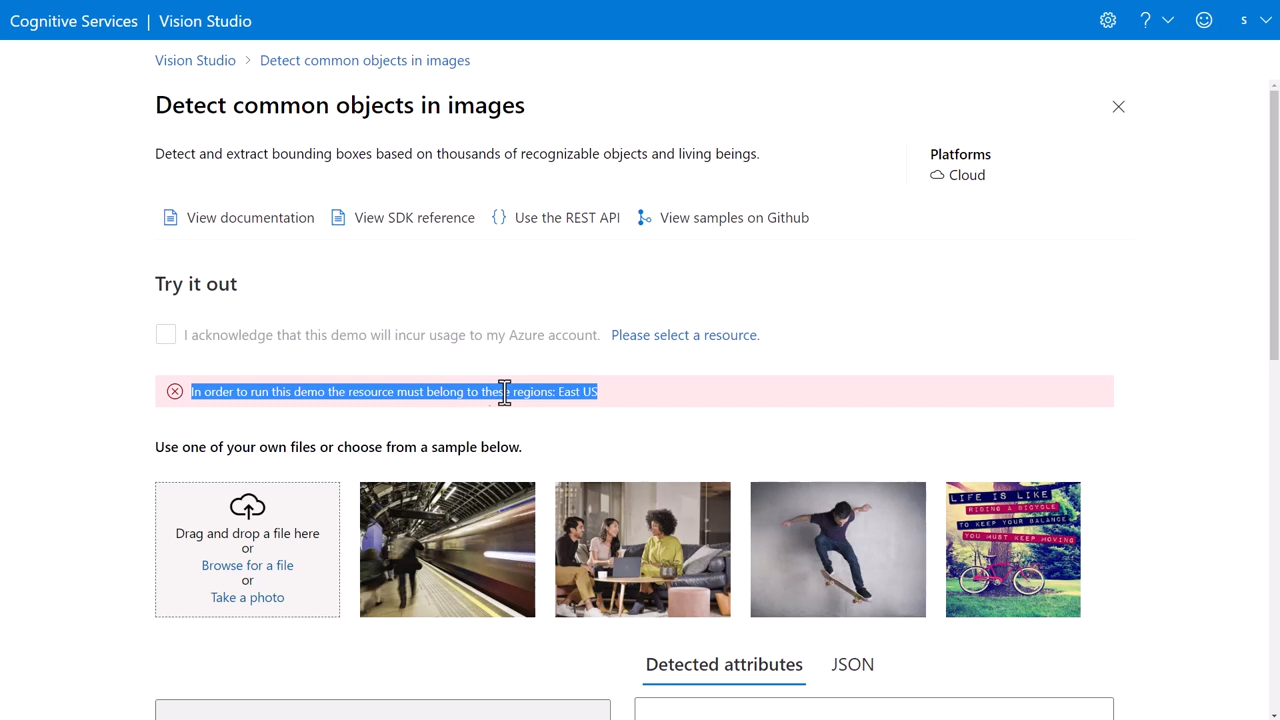 Cognitive Services | Vision Studio
s
Vision Studio > Detect common objects in images
Detect common objects in images
Detect and extract bounding boxes based on thousands of recognizable objects and living beings.
Platforms
Cloud
View documentation
View SDK reference
{} Use the REST API
View samples on Github
Try it out
I acknowledge that this demo will incur usage to my Azure account. Please select a resource.
In order to run this demo the resource must belong to these regions: East US
Use one of your own files or choose from a sample below.
Drag and drop a file here
or
Browse for a file
or
Take a photo
LIFE IS LIKE
RIDING A BICYCLE
TO KEEP YOUR BALANCE
YOU MUST KEEP MOVING
Detected attributes
JSON